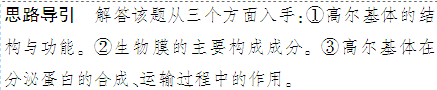 思路导引 解答该题从三个方面入手:①高尔基体的结
构与功能。②生物膜的主要构成成分。③高尔基体在
分泌蛋白的合成、运输过程中的作用。